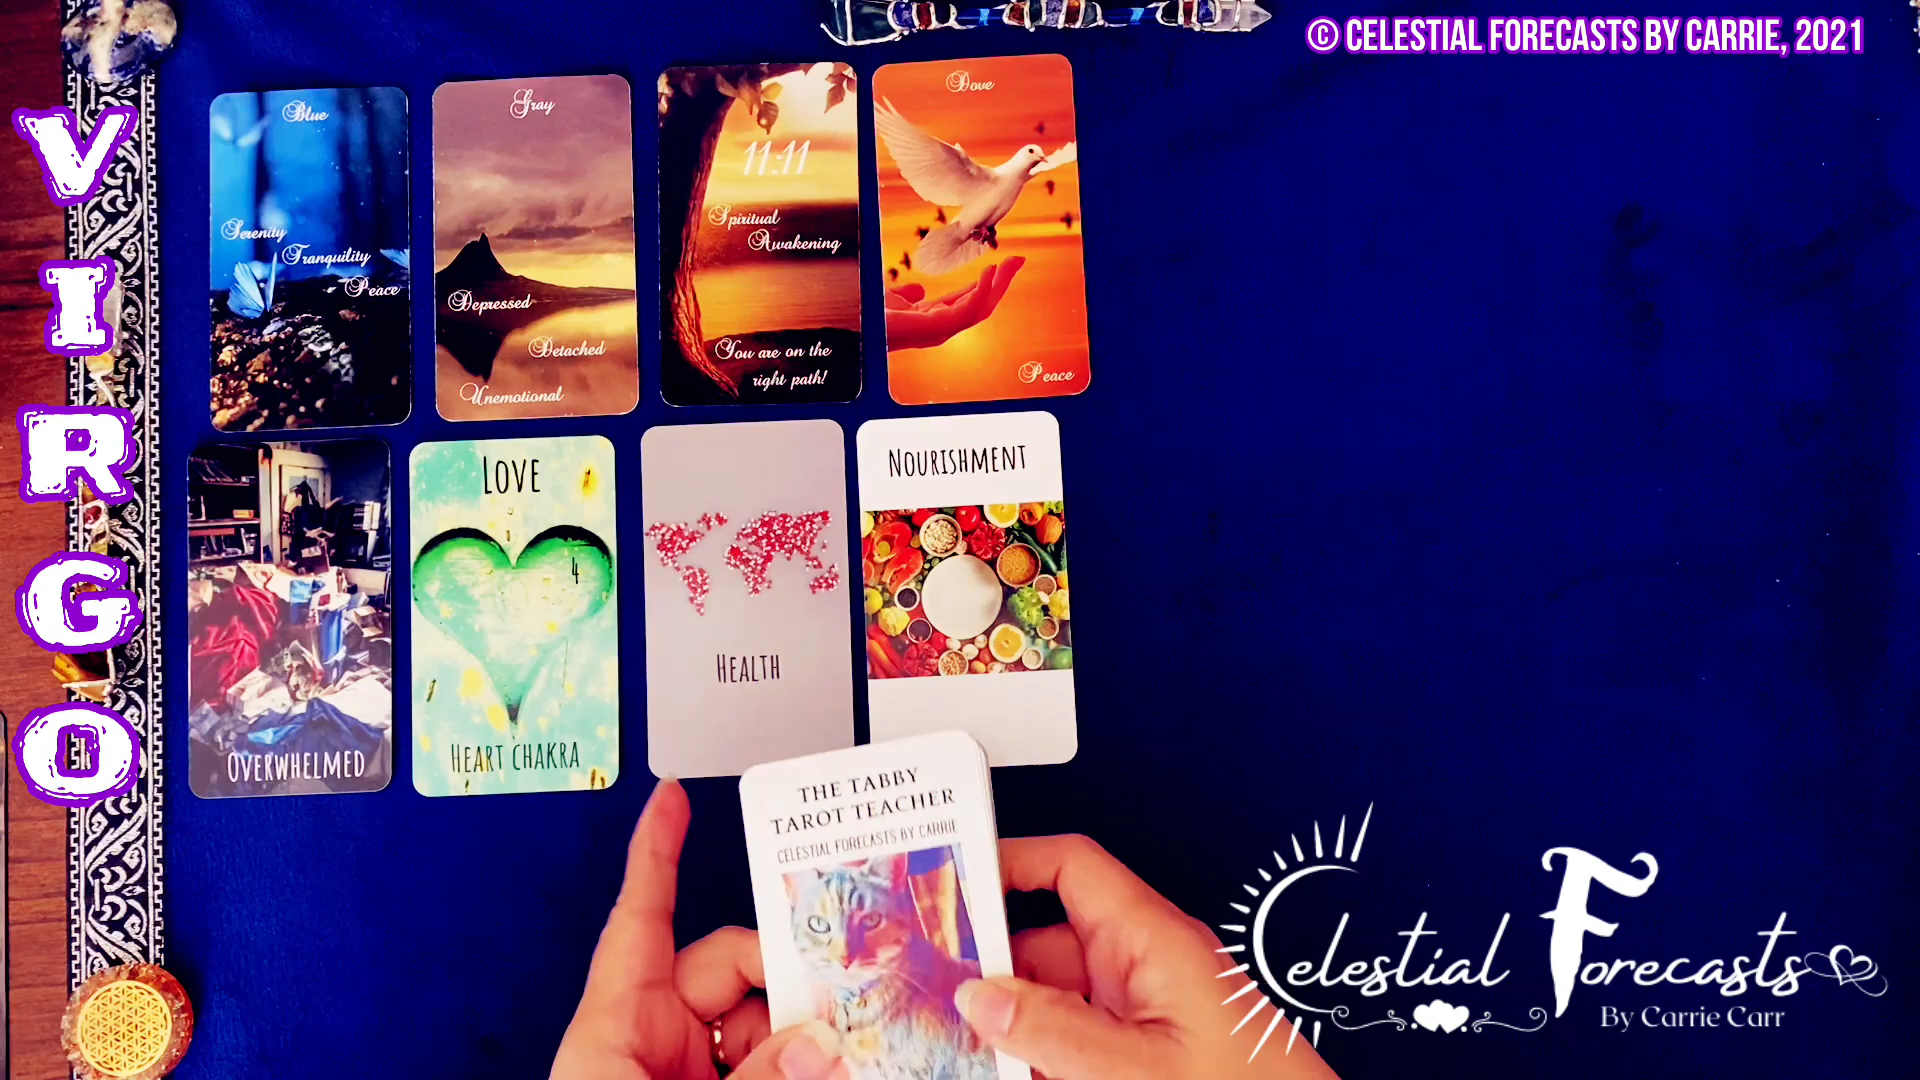 © CELESTIAL FORECASTS BY CARRIE, 2021
VIRGO
Blue
Serenity
Tranquility
Peace
Gray
Depressed
Detached
Unemotional
11:11
Spiritual
Awakening
You are on the
right path!
Dove
Peace
OVERWHELMED
LOVE
4
HEART CHAKRA
HEALTH
NOURISHMENT
THE TABBY
TAROT TEACHER
CELESTIAL FORECASTS BY CARRIE
Celestial Forecasts
By Carrie Carr